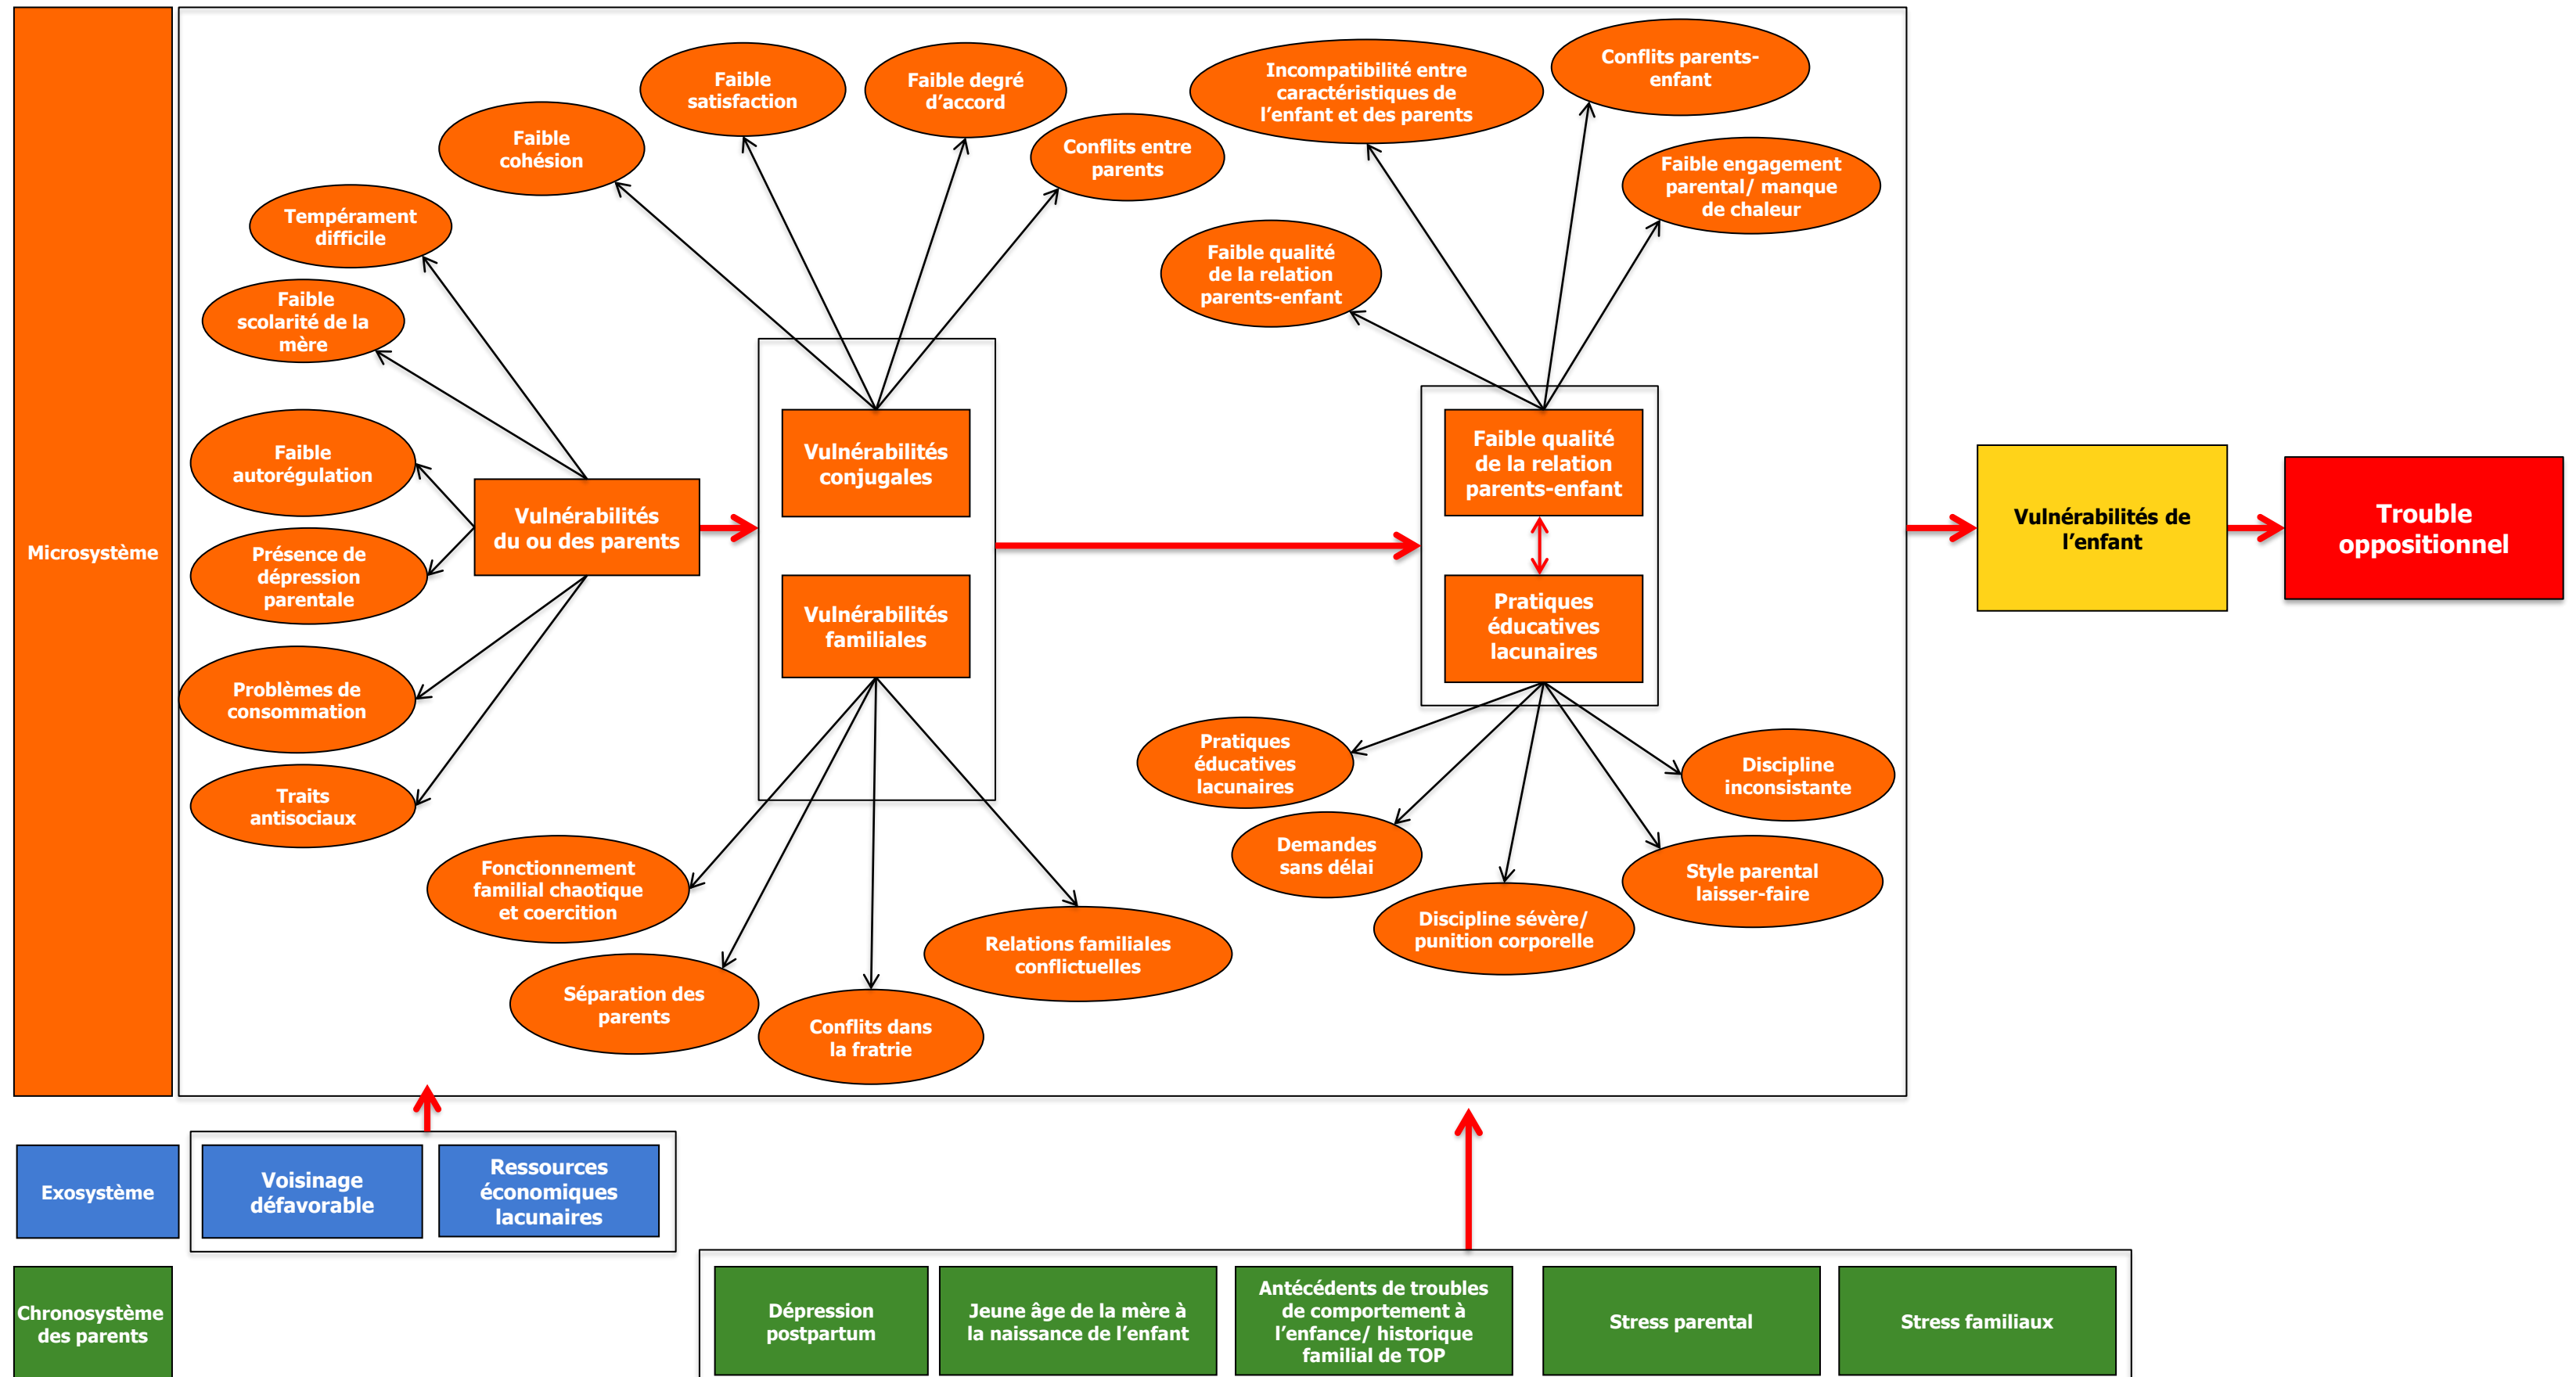 Microsystème
Faible
satisfaction
Faible degré
d’accord
Faible
cohésion
Conflits entre
parents
Incompatibilité entre
caractéristiques de
l’enfant et des parents
Conflits parents-
enfant
Faible engagement
parental/ manque
de chaleur
Faible qualité
de la relation
parents-enfant
Tempérament
difficile
Faible
scolarité de la
mère
Faible
autorégulation
Présence de
dépression
parentale
Problèmes de
consommation
Traits
antisociaux
Vulnérabilités
du ou des parents
Vulnérabilités
conjugales
Vulnérabilités
familiales
Faible qualité
de la relation
parents-enfant
Pratiques
éducatives
lacunaires
Vulnérabilités de
l’enfant
Trouble
oppositionnel
Fonctionnement
familial chaotique
et coercition
Séparation des
parents
Conflits dans
la fratrie
Relations familiales
conflictuelles
Pratiques
éducatives
lacunaires
Demandes
sans délai
Discipline sévère/
punition corporelle
Style parental
laisser-faire
Discipline
inconsistante
Exosystème
Voisinage
défavorable
Ressources
économiques
lacunaires
Chronosystème
des parents
Dépression
postpartum
Jeune âge de la mère à
la naissance de l’enfant
Antécédents de troubles
de comportement à
l’enfance/ historique
familial de TOP
Stress parental
Stress familiaux